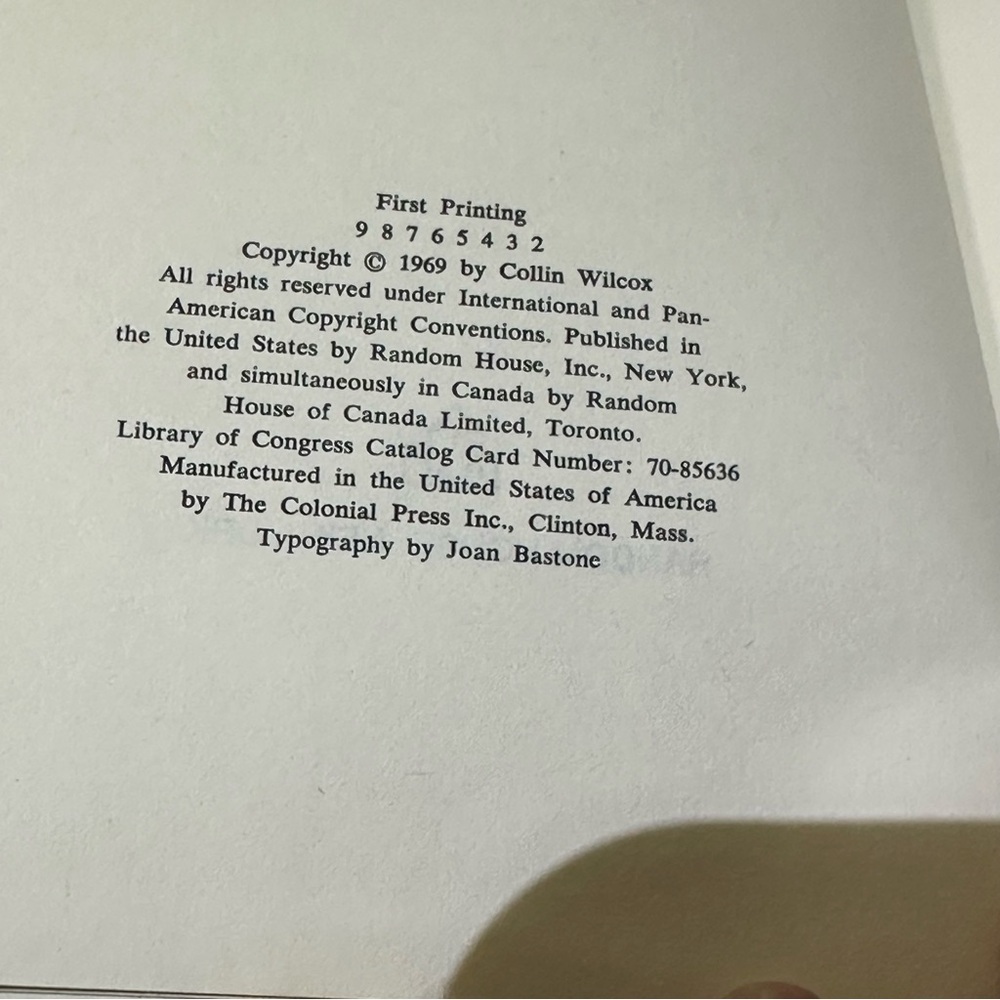 First Printing
9 8 7 6 5 4 3 2
Copyright © 1969 by Collin Wilcox
All rights reserved under International and Pan-
American Copyright Conventions. Published in
the United States by Random House, Inc., New York,
and simultaneously in Canada by Random
House of Canada Limited, Toronto.
Library of Congress Catalog Card Number: 70-85636
Manufactured in the United States of America
by The Colonial Press Inc., Clinton, Mass.
Typography by Joan Bastone